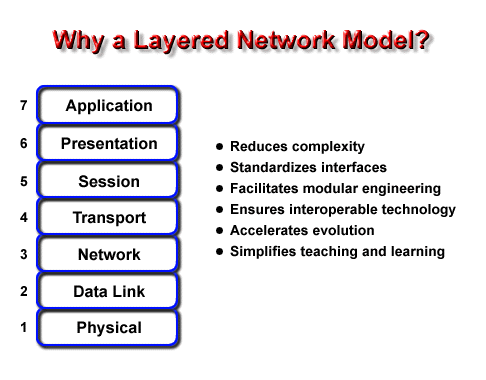 Why a Layered Network Model?
7 Application
6 Presentation
5 Session
4 Transport
3 Network
2 Data Link
1 Physical
● Reduces complexity
● Standardizes interfaces
● Facilitates modular engineering
● Ensures interoperable technology
● Accelerates evolution
● Simplifies teaching and learning